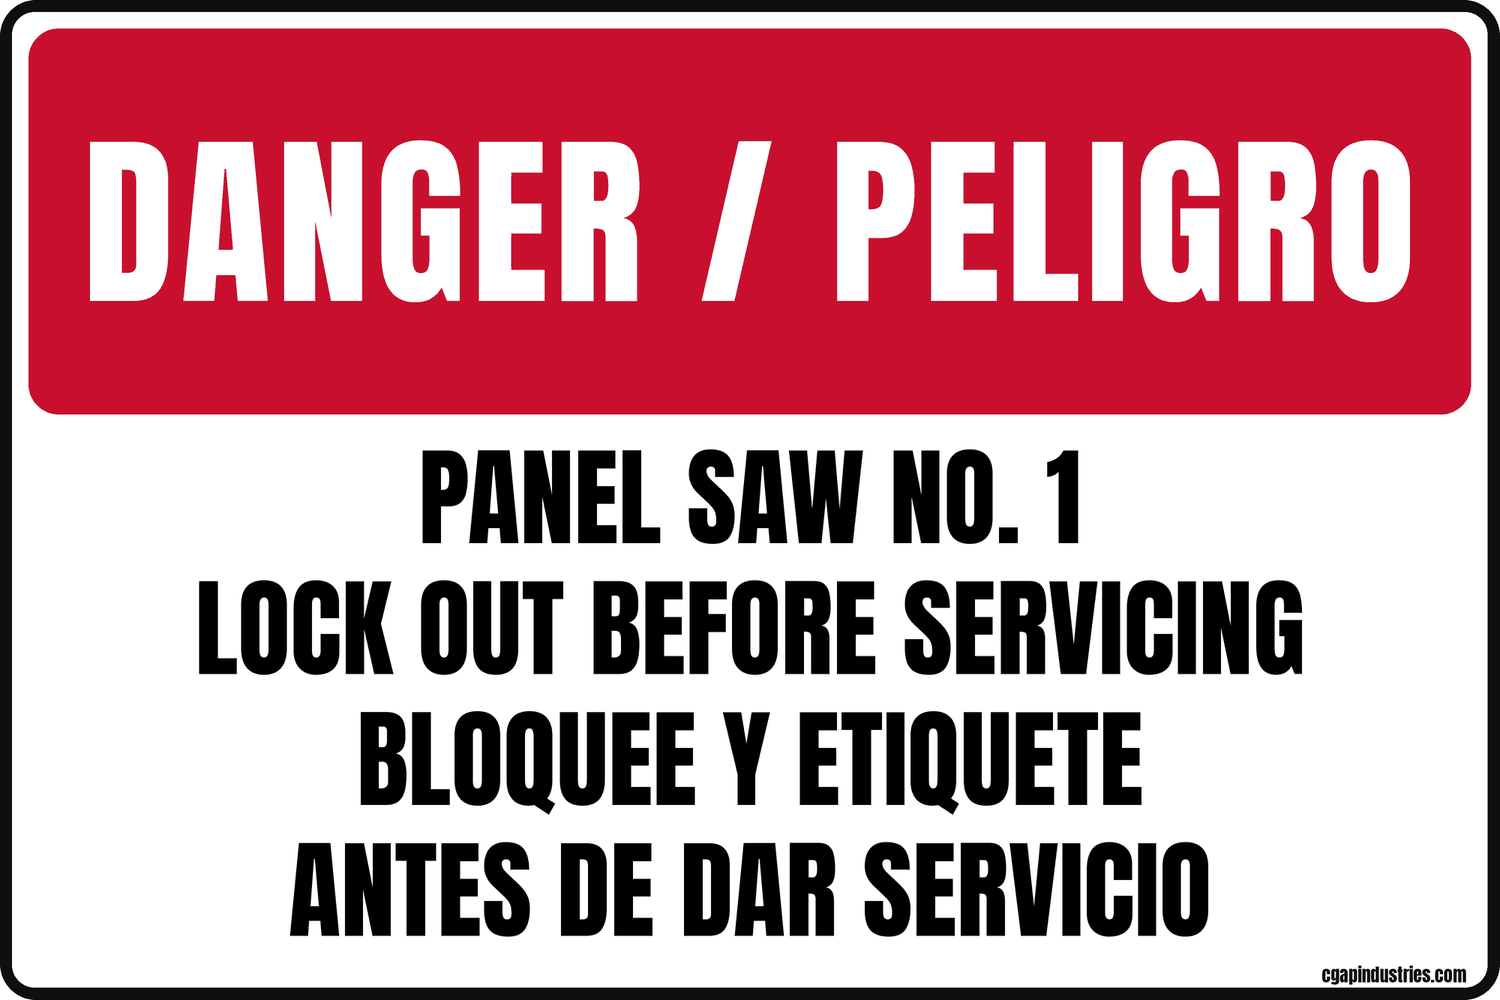 DANGER / PELIGRO
PANEL SAW NO. 1
LOCK OUT BEFORE SERVICING
BLOQUEE Y ETIQUETE
ANTES DE DAR SERVICIO
cgapindustries.com